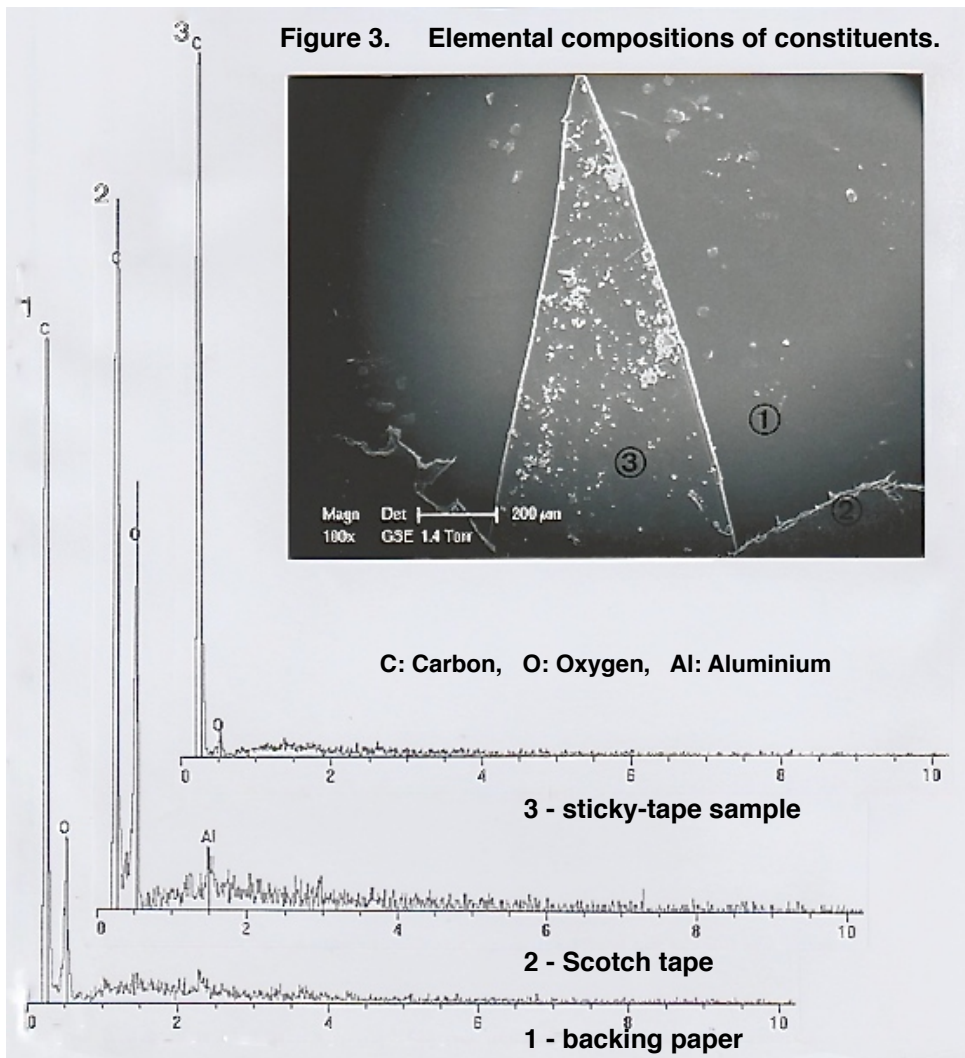 Figure 3. Elemental compositions of constituents.
3 C
2
C
1
C
O
O
①
③
②
Magn Det 200 µm
100x GSE 1.4 Torr
C: Carbon, O: Oxygen, Al: Aluminium
O
0 2 4 6 8 10
3 - sticky-tape sample
Al
0 2 4 6 8 10
2 - Scotch tape
0 2 4 6 8 10
1 - backing paper